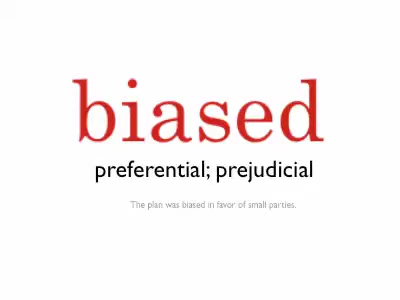 biased
preferential; prejudicial
The plan was biased in favor of small parties.